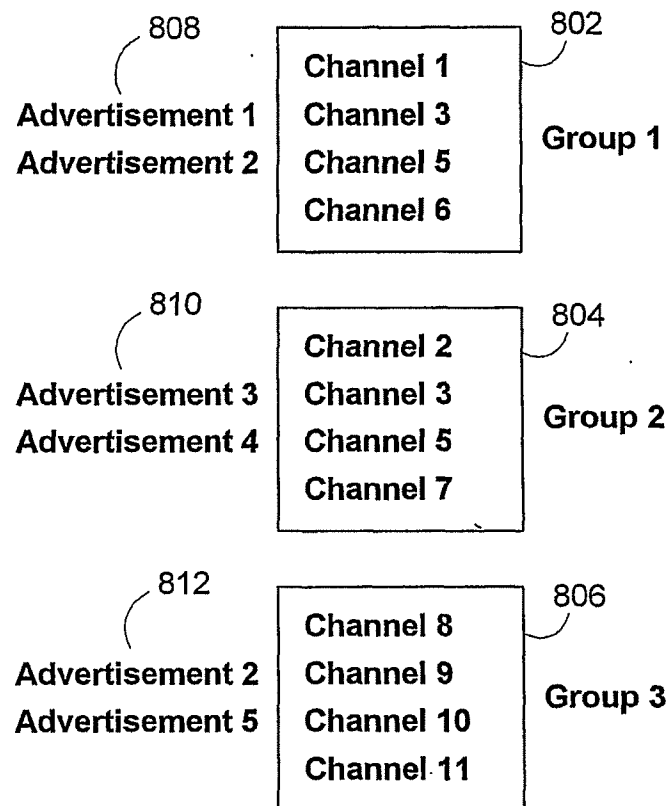 808
802
Channel 1
Advertisement 1
Channel 3
Group 1
Advertisement 2
Channel 5
Channel 6
810
804
Channel 2
Advertisement 3
Channel 3
Group 2
Advertisement 4
Channel 5
Channel 7
812
806
Channel 8
Advertisement 2
Channel 9
Group 3
Advertisement 5
Channel 10
Channel 11